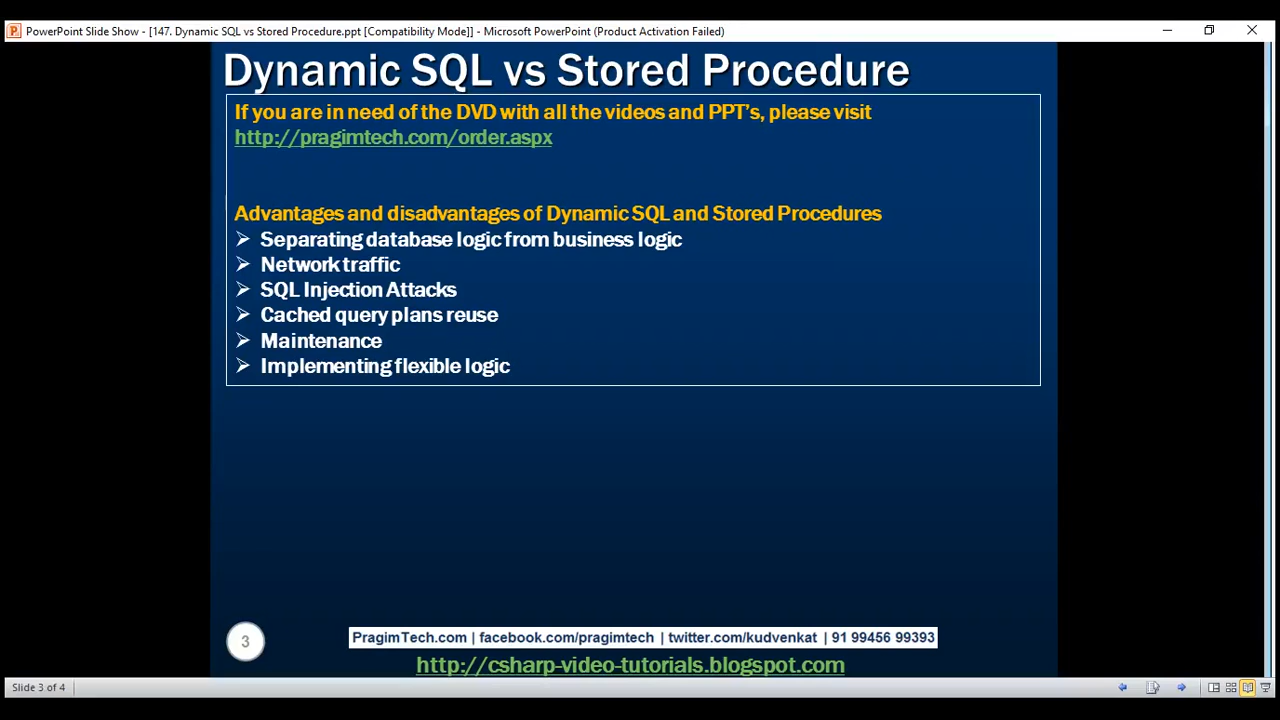 PowerPoint Slide Show - [147. Dynamic SQL vs Stored Procedure.ppt [Compatibility Mode]] - Microsoft PowerPoint (Product Activation Failed)
Dynamic SQL vs Stored Procedure
If you are in need of the DVD with all the videos and PPT's, please visit
http://pragimtech.com/order.aspx
Advantages and disadvantages of Dynamic SQL and Stored Procedures
Separating database logic from business logic
Network traffic
SQL Injection Attacks
Cached query plans reuse
Maintenance
Implementing flexible logic
3
PragimTech.com | facebook.com/pragimtech | twitter.com/kudvenkat | 91 99456 99393
http://csharp-video-tutorials.blogspot.com
Slide 3 of 4